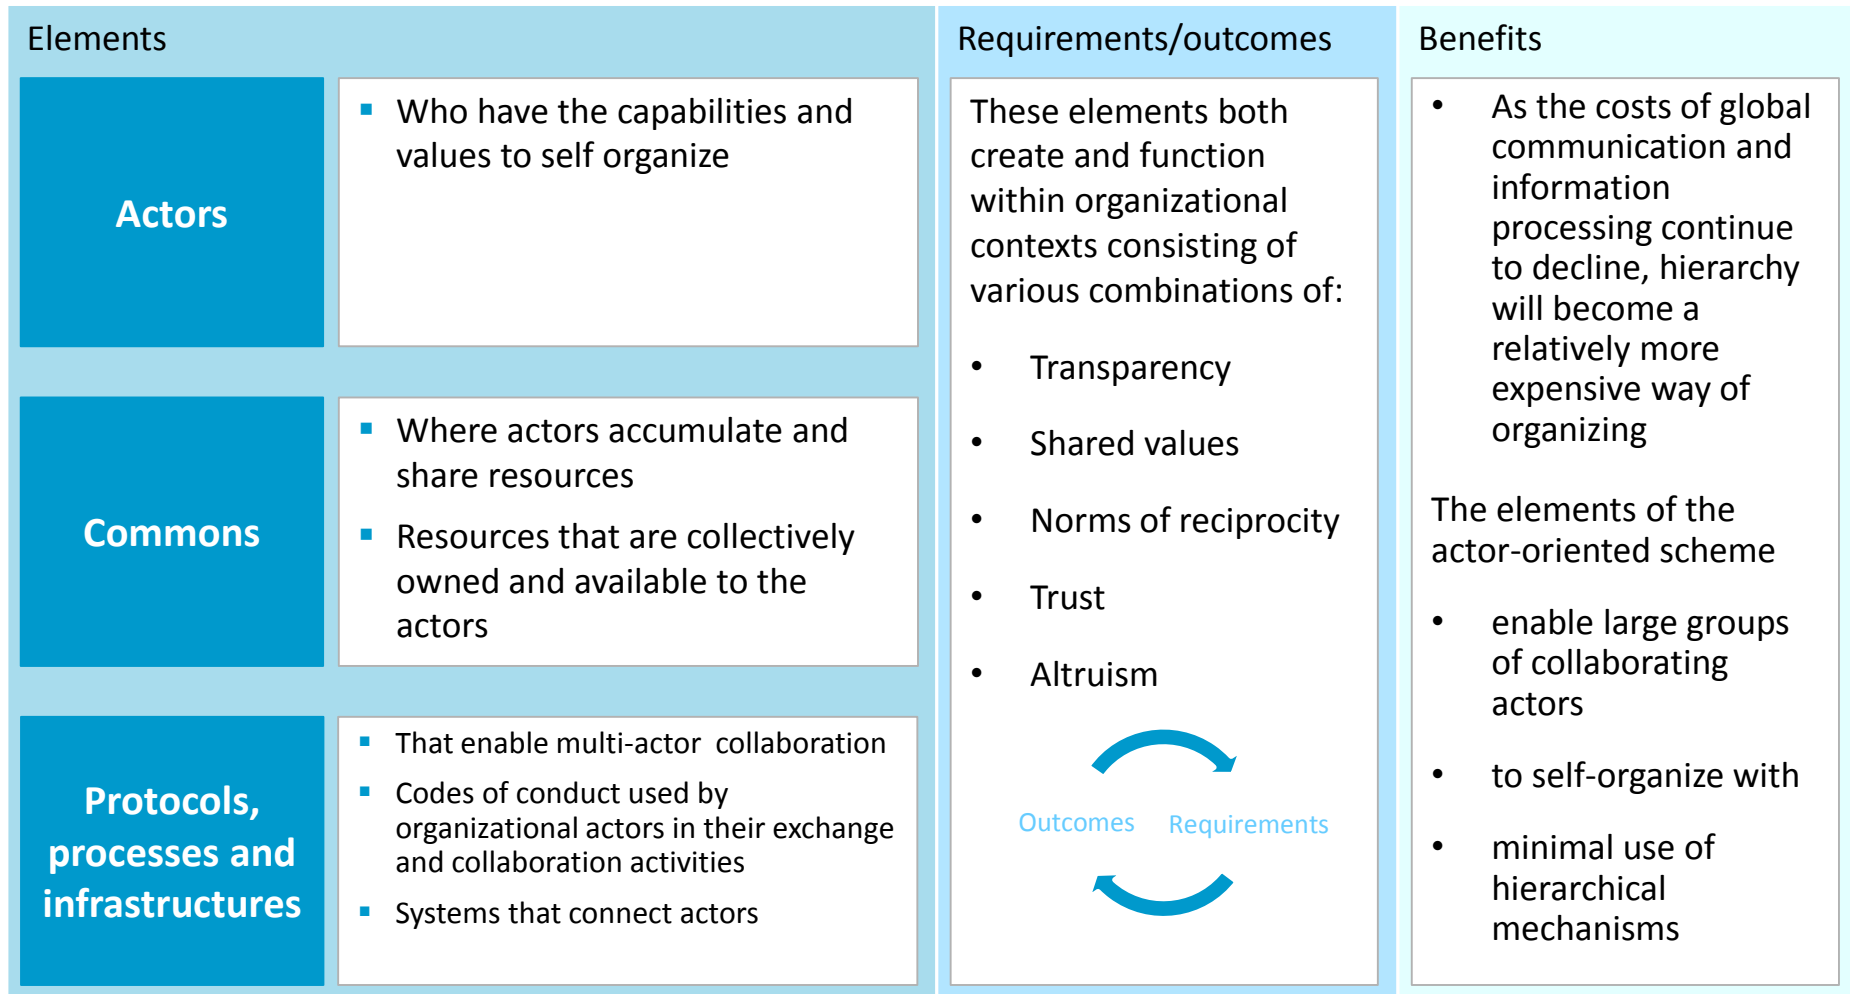 Elements
Actors
Who have the capabilities and
values to self organize
Commons
Where actors accumulate and
share resources
Resources that are collectively
owned and available to the
actors
Protocols,
processes and
infrastructures
That enable multi-actor  collaboration
Codes of conduct used by
organizational actors in their exchange
and collaboration activities
Systems that connect actors
Requirements/outcomes
These elements both
create and function
within organizational
contexts consisting of
various combinations of:
Transparency
Shared values
Norms of reciprocity
Trust
Altruism
Outcomes
Requirements
Benefits
As the costs of global
communication and
information
processing continue
to decline, hierarchy
will become a
relatively more
expensive way of
organizing
The elements of the
actor-oriented scheme
enable large groups
of collaborating
actors
to self-organize with
minimal use of
hierarchical
mechanisms